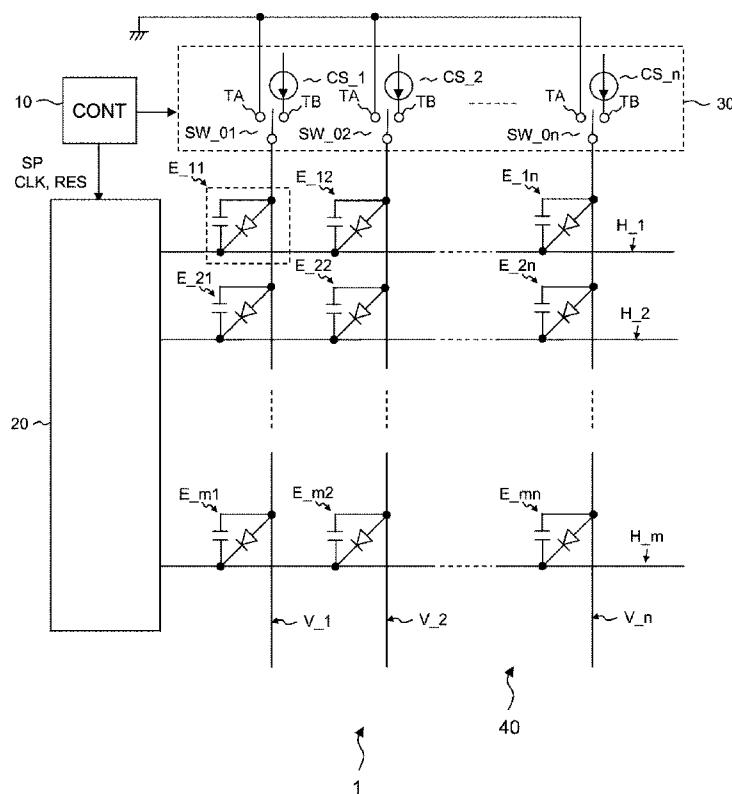 CS_1
CS_2
CS_n
10
CONT
TA
TB
TA
TB
TA
TB
30
SW_01
SW_02
SW_0n
SP
CLK, RES
E_11
E_12
E_1n
H_1
E_21
E_22
E_2n
H_2
20
E_m1
E_m2
E_mn
H_m
V_1
V_2
V_n
40
1